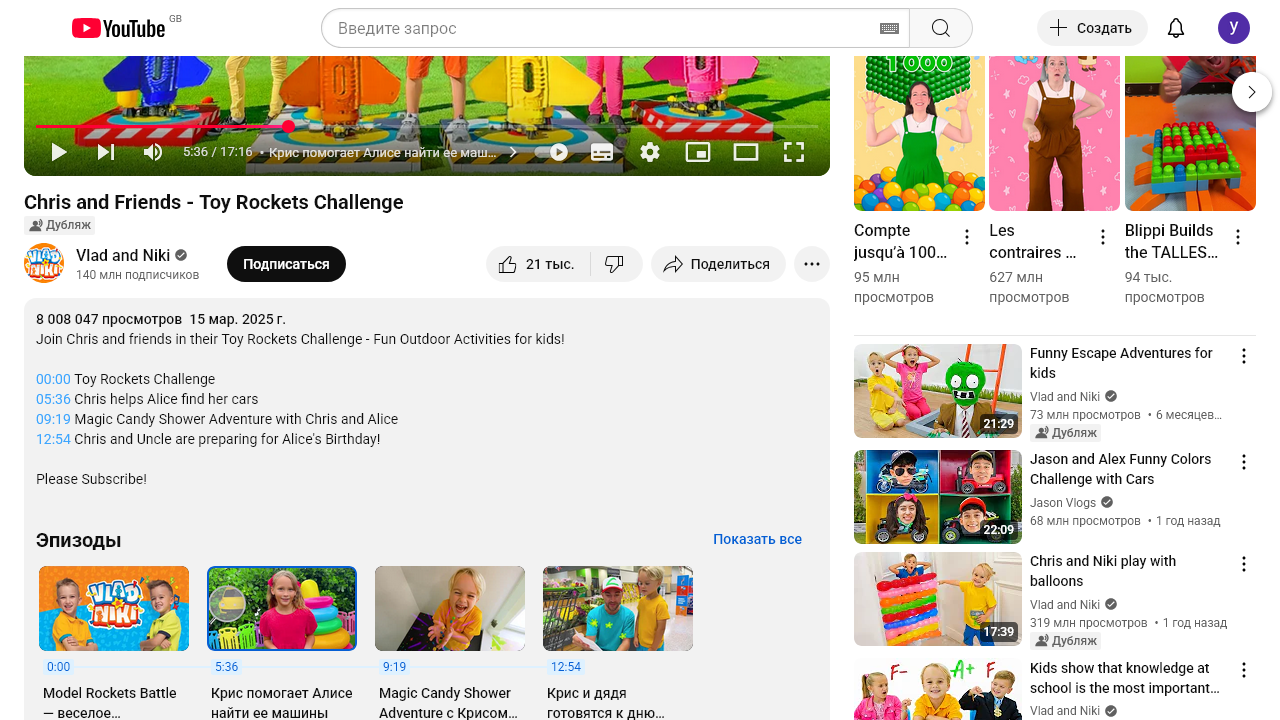 YouTube GB
Введите запрос
Создать
y
1000
5:36 / 17:16 • Крис помогает Алисе найти ее маш...
Chris and Friends - Toy Rockets Challenge
Дубляж
Vlad and Niki
140 млн подписчиков
Подписаться
21 тыс.
Поделиться
8 008 047 просмотров 15 мар. 2025 г.
Join Chris and friends in their Toy Rockets Challenge - Fun Outdoor Activities for kids!
00:00 Toy Rockets Challenge
05:36 Chris helps Alice find her cars
09:19 Magic Candy Shower Adventure with Chris and Alice
12:54 Chris and Uncle are preparing for Alice's Birthday!
Please Subscribe!
Эпизоды
Показать все
VLAD
NIKI
0:00
5:36
9:19
12:54
Model Rockets Battle
— веселое...
Крис помогает Алисе
найти ее машины
Magic Candy Shower
Adventure с Крисом...
Крис и дядя
готовятся к дню...
Compte
jusqu'à 100...
95 млн
просмотров
Les
contraires ...
627 млн
просмотров
Blippi Builds
the TALLES...
94 тыс.
просмотров
21:29
Funny Escape Adventures for
kids
Vlad and Niki
73 млн просмотров • 6 месяцев...
Дубляж
22:09
Jason and Alex Funny Colors
Challenge with Cars
Jason Vlogs
68 млн просмотров • 1 год назад
17:39
Chris and Niki play with
balloons
Vlad and Niki
319 млн просмотров • 1 год назад
Дубляж
F- A+ F
Kids show that knowledge at
school is the most important...
Vlad and Niki